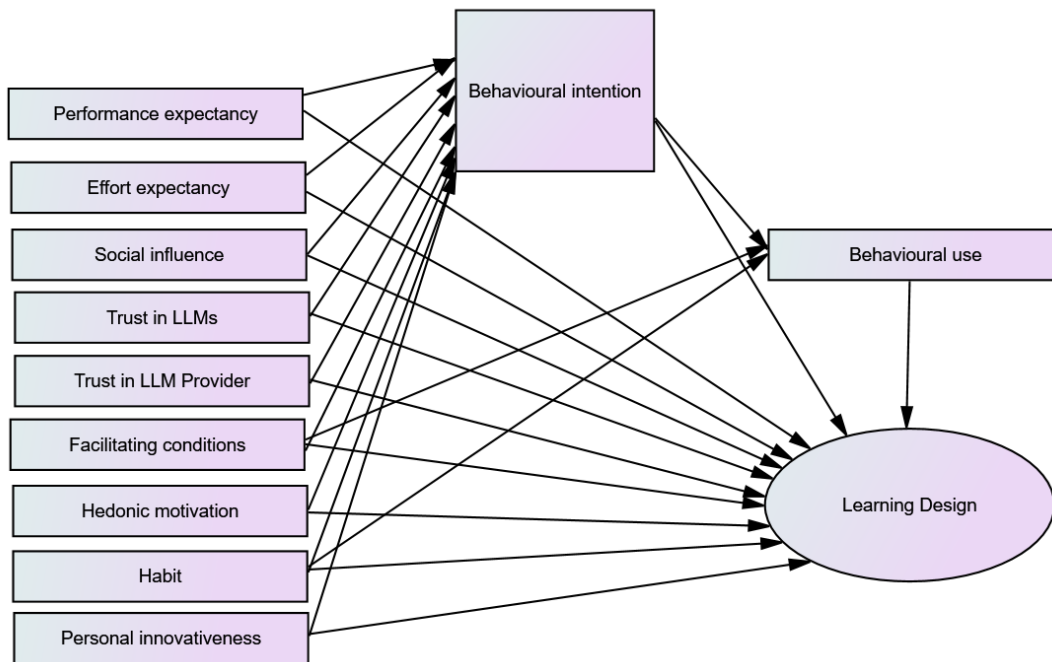 Behavioural intention
Performance expectancy
Effort expectancy
Social influence
Behavioural use
Trust in LLMs
Trust in LLM Provider
Facilitating conditions
Hedonic motivation
Learning Design
Habit
Personal innovativeness